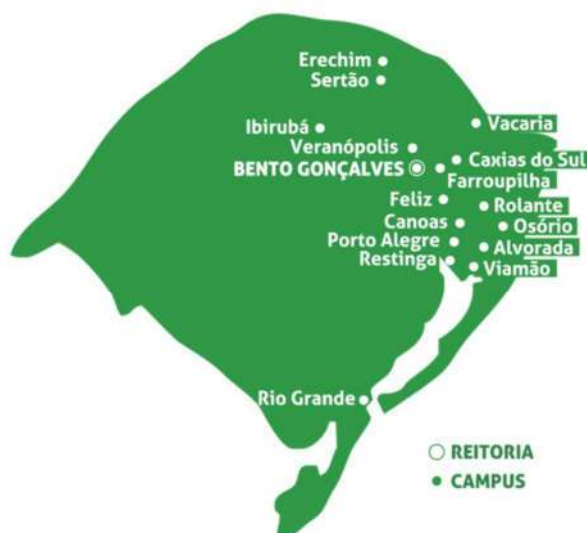 Erechim
Sertão
Ibirubá
Vacaria
Veranópolis
Caxias do Sul
BENTO GONÇALVES
Farroupilha
Feliz
Rolante
Canoas
Osório
Porto Alegre
Alvorada
Restinga
Viamão
Rio Grande
REITORIA
CAMPUS